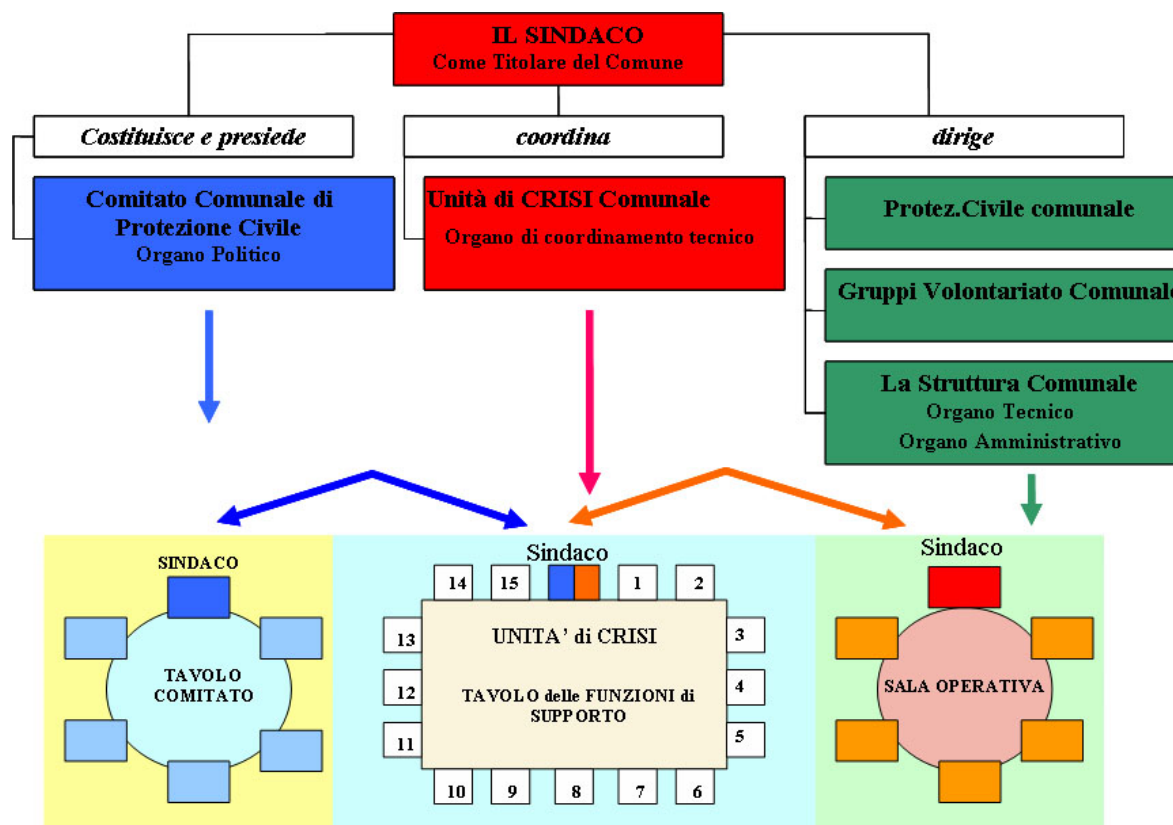 IL SINDACO
Come Titolare del Comune
Costituisce e presiede
coordina
dirige
Comitato Comunale di
Protezione Civile
Organo Politico
Unità di CRISI Comunale
Organo di coordinamento tecnico
Protez.Civile comunale
Gruppi Volontariato Comunale
La Struttura Comunale
Organo Tecnico
Organo Amministrativo
SINDACO
TAVOLO
COMITATO
Sindaco
14
15
1
2
13
3
12
4
11
5
10
9
8
7
6
UNITA' di CRISI
TAVOLO delle FUNZIONI di
SUPPORTO
Sindaco
SALA OPERATIVA